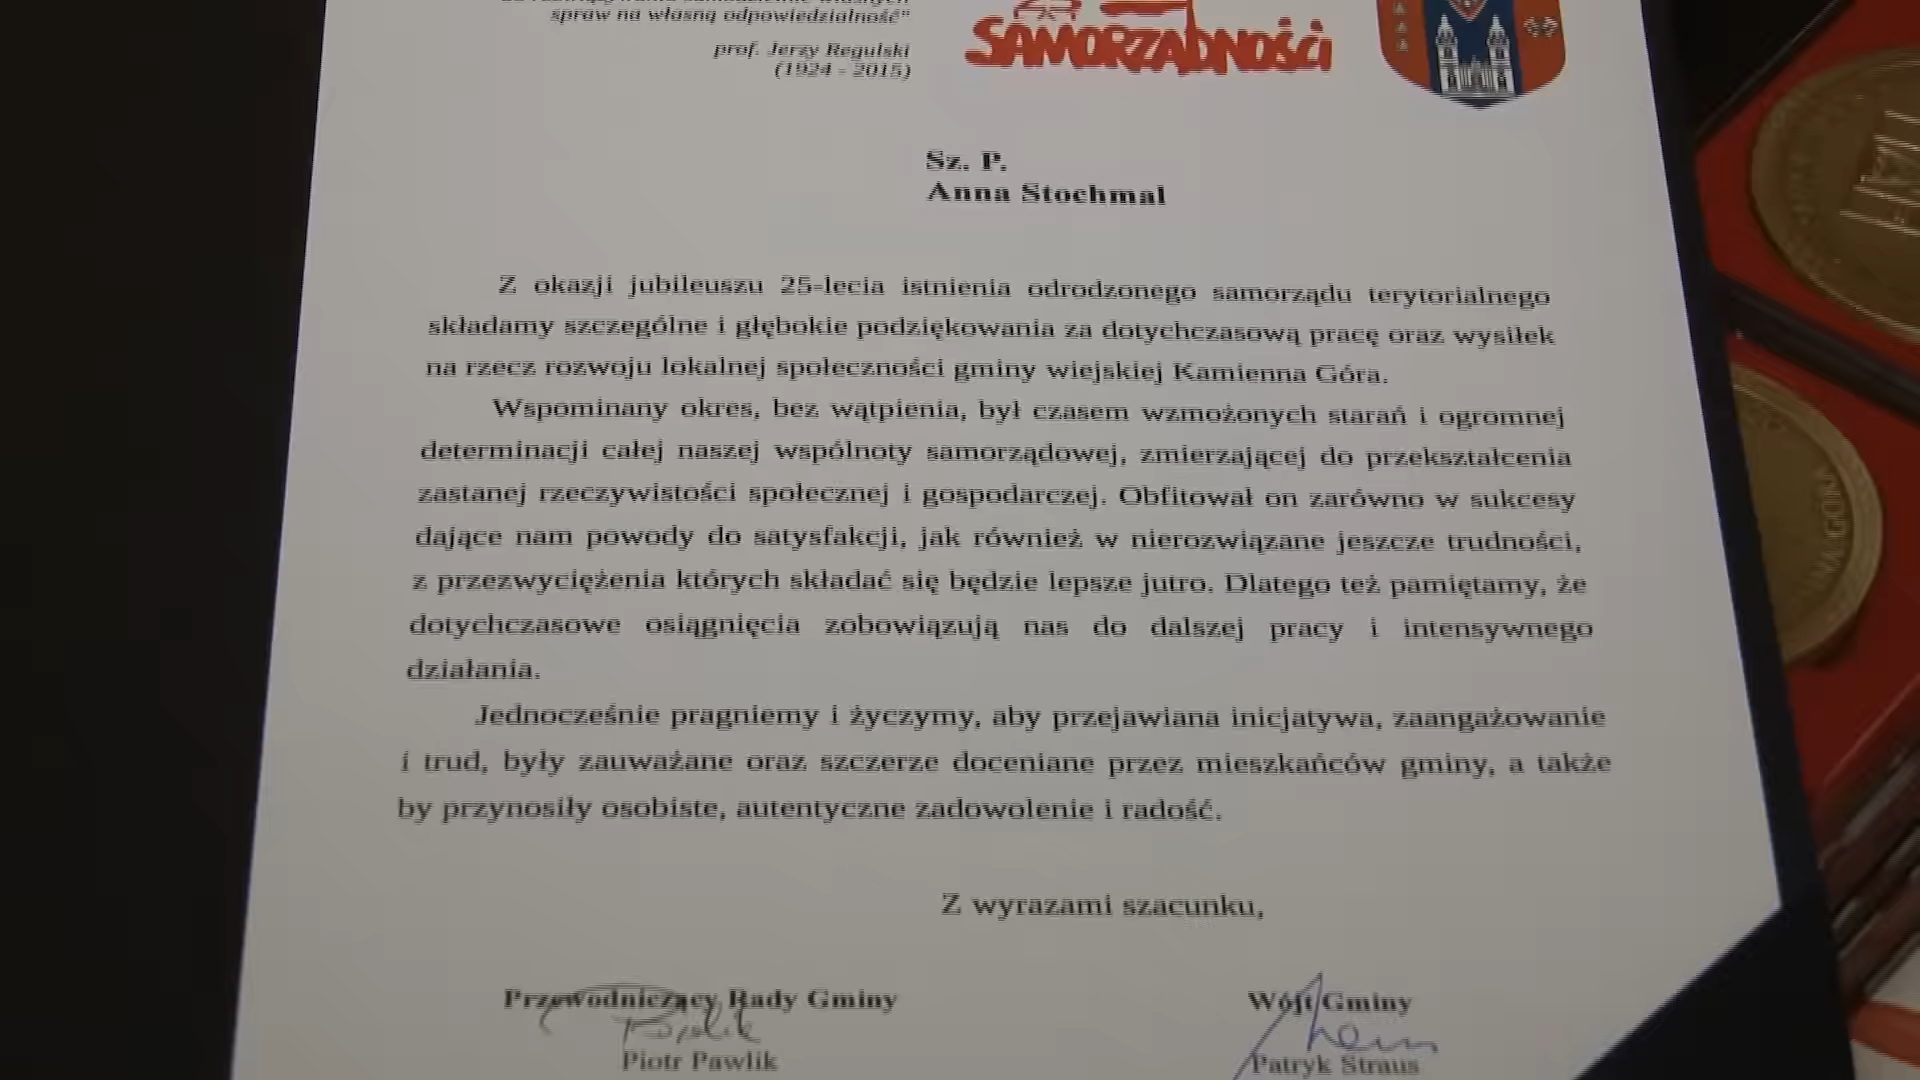 spraw na własną odpowiedzialność"
prof. Jerzy Regulski
(1924 - 2015)
SAMORZĄDNOŚCI
Sz. P.
Anna Stochmal
Z okazji jubileuszu 25-lecia istnienia odrodzonego samorządu terytorialnego
składamy szczególne i głębokie podziękowania za dotychczasową pracę oraz wysiłek
na rzecz rozwoju lokalnej społeczności gminy wiejskiej Kamienna Góra.
Wspominany okres, bez wątpienia, był czasem wzmożonych starań i ogromnej
determinacji całej naszej wspólnoty samorządowej, zmierzającej do przekształcenia
zastanej rzeczywistości społecznej i gospodarczej. Obfitował on zarówno w sukcesy
dające nam powody do satysfakcji, jak również w nierozwiązane jeszcze trudności,
z przezwyciężenia których składać się będzie lepsze jutro. Dlatego też pamiętamy, że
dotychczasowe osiągnięcia zobowiązują nas do dalszej pracy i intensywnego
działania.
Jednocześnie pragniemy i życzymy, aby przejawiana inicjatywa, zaangażowanie
i trud, były zauważane oraz szczerze doceniane przez mieszkańców gminy, a także
by przynosiły osobiste, autentyczne zadowolenie i radość.
Z wyrazami szacunku,
Przewodniczący Rady Gminy
Piotr Pawlik
Wójt Gminy
Patryk Straus